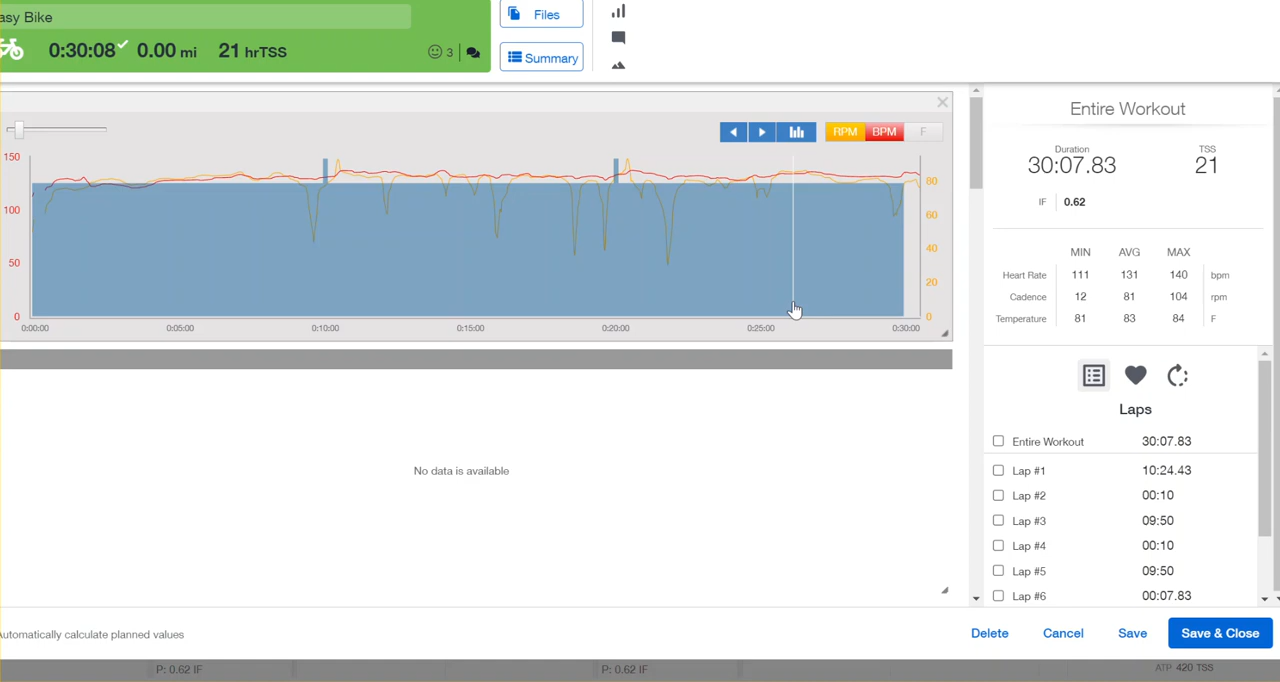 asy Bike
0:30:08 0.00 mi 21 hrTSS
3
Files
Summary
RPM BPM F
150
100
50
0
80
60
40
20
0
0:00:00 0:05:00 0:10:00 0:15:00 0:20:00 0:25:00 0:30:00
No data is available
Entire Workout
Duration TSS
30:07.83 21
IF 0.62
MIN AVG MAX
Heart Rate 111 131 140 bpm
Cadence 12 81 104 rpm
Temperature 81 83 84 F
Laps
Entire Workout 30:07.83
Lap #1 10:24.43
Lap #2 00:10
Lap #3 09:50
Lap #4 00:10
Lap #5 09:50
Lap #6 00:07.83
utomatically calculate planned values
Delete Cancel Save Save & Close
P: 0.62 IF P: 0.62 IF ATP 420 TSS